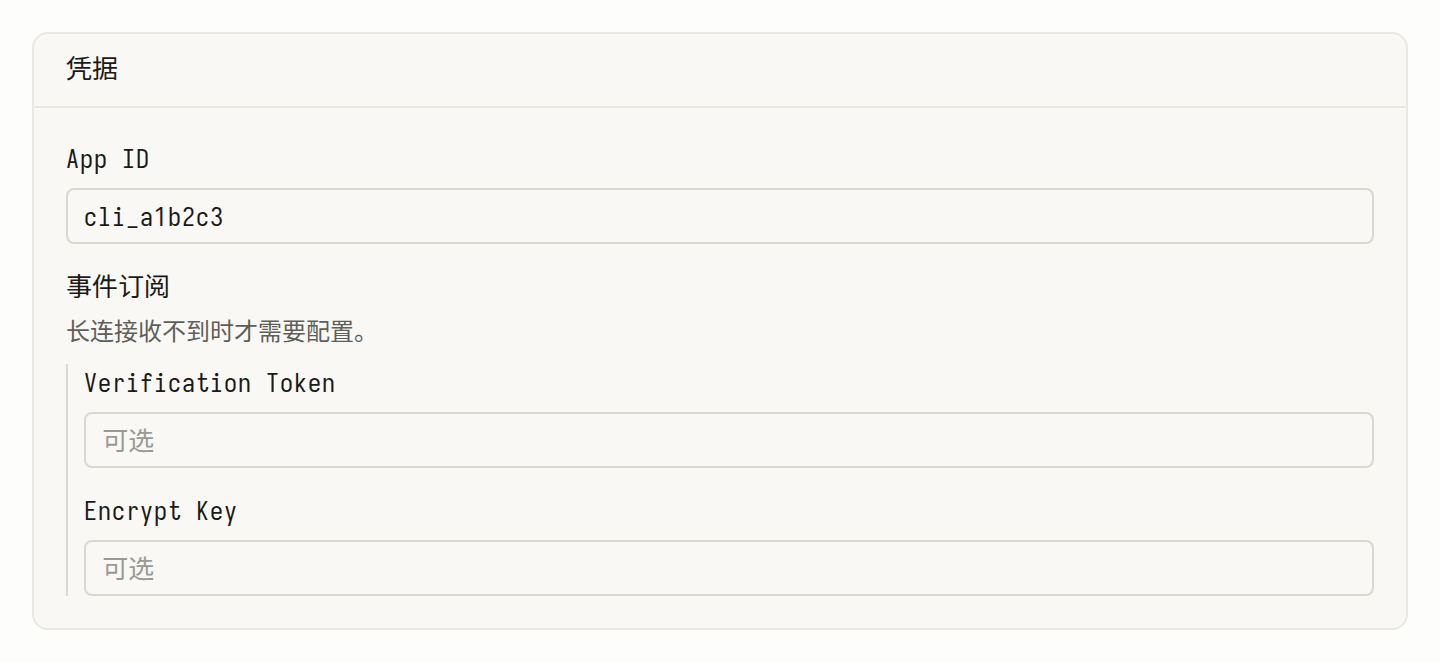 凭据
App ID
cli_a1b2c3
事件订阅
长连接收不到时才需要配置。
Verification Token
可选
Encrypt Key
可选